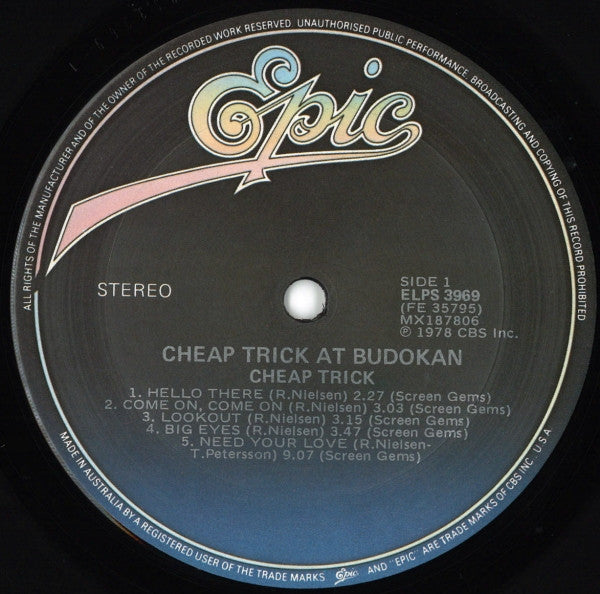 ALL RIGHTS OF THE MANUFACTURER AND OF THE OWNER OF THE RECORDED WORK RESERVED. UNAUTHORISED PUBLIC PERFORMANCE, BROADCASTING AND COPYING OF THIS RECORD PROHIBITED
Epic
STEREO
SIDE 1
ELPS 3969
(FE 35795)
MX187806
℗ 1978 CBS Inc.
CHEAP TRICK AT BUDOKAN
CHEAP TRICK
1. HELLO THERE (R.Nielsen) 2.27 (Screen Gems)
2. COME ON, COME ON (R.Nielsen) 3.03 (Screen Gems)
3. LOOKOUT (R.Nielsen) 3.15 (Screen Gems)
4. BIG EYES (R.Nielsen) 3.47 (Screen Gems)
5. NEED YOUR LOVE (R.Nielsen-
T.Petersson) 9.07 (Screen Gems)
MADE IN AUSTRALIA BY A REGISTERED USER OF THE TRADE MARKS Epic AND "EPIC" ARE TRADE MARKS OF CBS INC. U S A